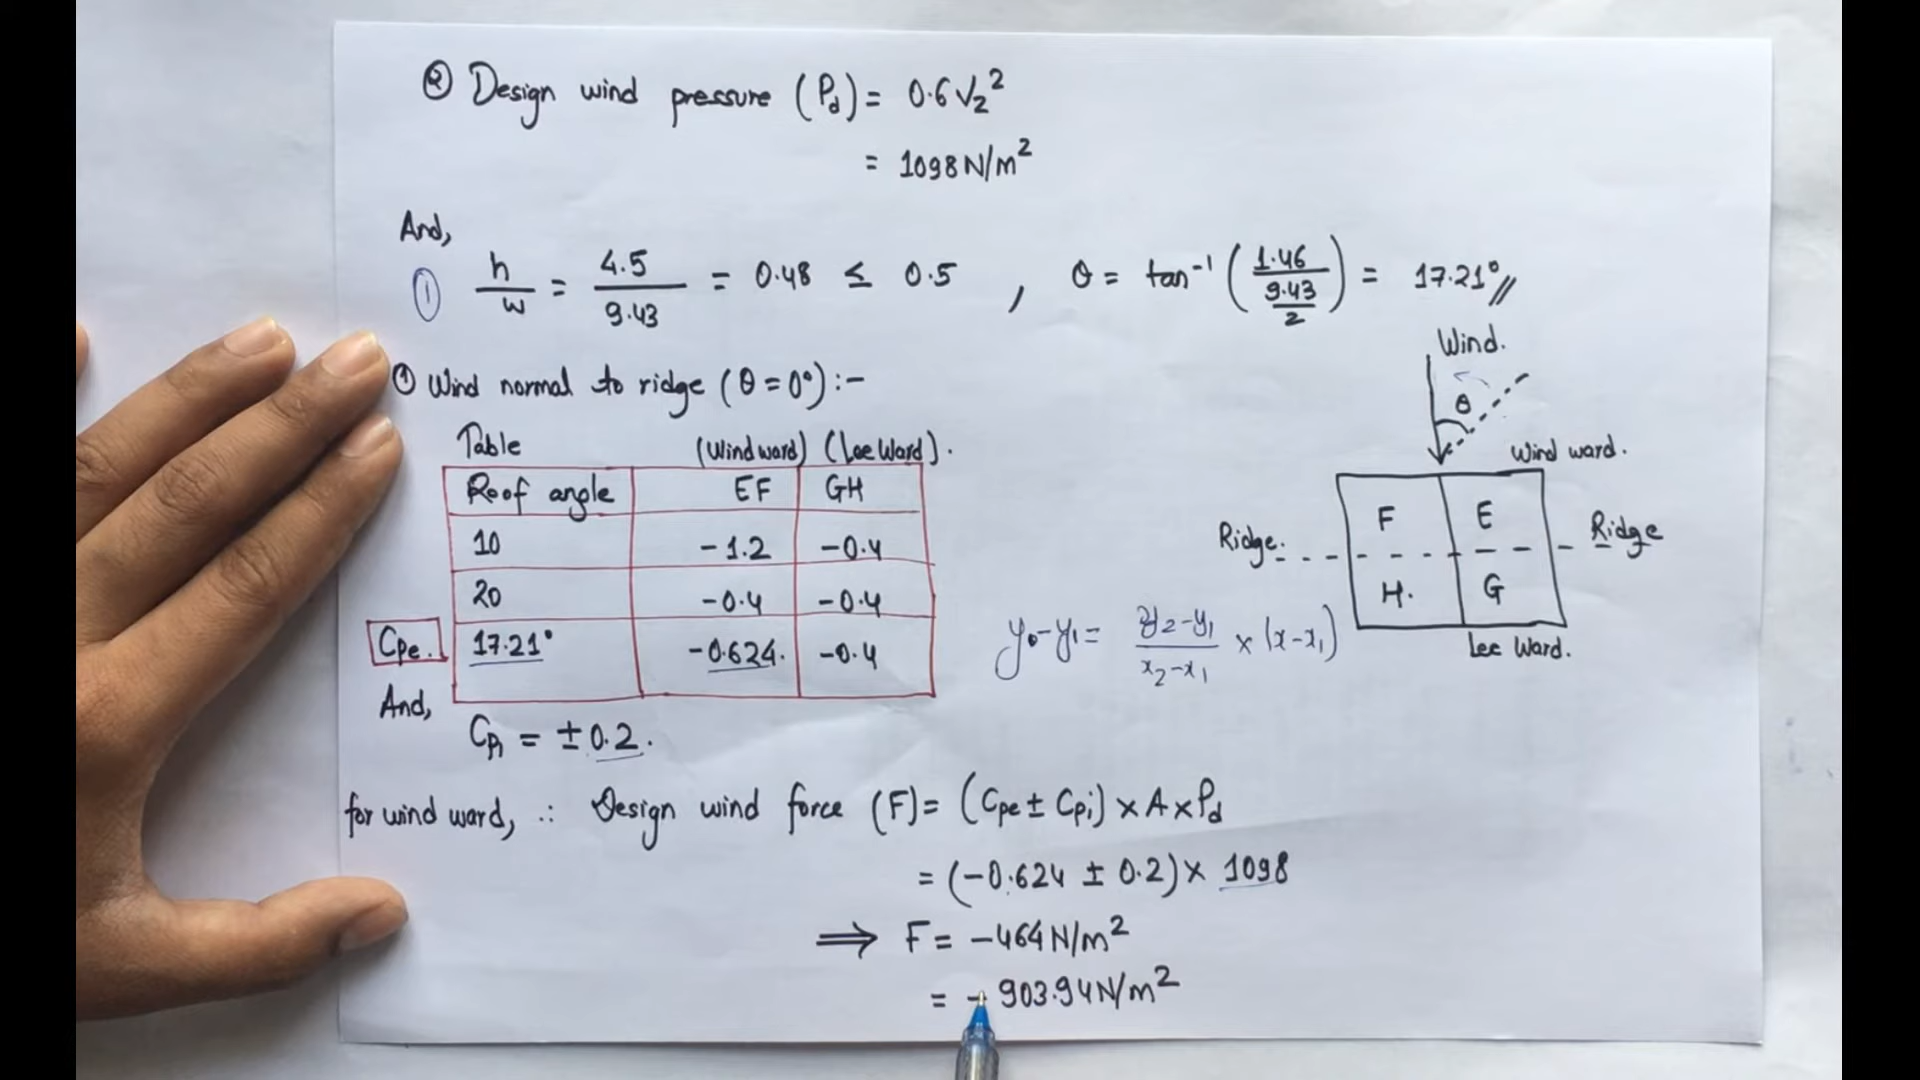 ② Design wind pressure (Pd) = 0.6 Vz²
= 1098 N/m²
And,
① h/w = 4.5/9.43 = 0.48 ≤ 0.5 , θ = tan⁻¹ (1.46/(9.43/2)) = 17.21°//
① Wind normal to ridge (θ = 0°) :-
Table (Wind ward) (Lee Ward).
Roof angle EF GH
10 -1.2 -0.4
20 -0.4 -0.4
Cpe. 17.21° -0.624. -0.4
And,
Cpi = ± 0.2.
Wind.
θ
Wind ward.
F E
Ridge. Ridge
H. G
Lee Ward.
y₀-y₁ = (y₂-y₁)/(x₂-x₁) × (x-x₁)
for wind ward, ∴ Design wind force (F) = (Cpe ± Cpi) × A × Pd
= (-0.624 ± 0.2) × 1098
⟹ F = -464 N/m²
= - 903.94 N/m²